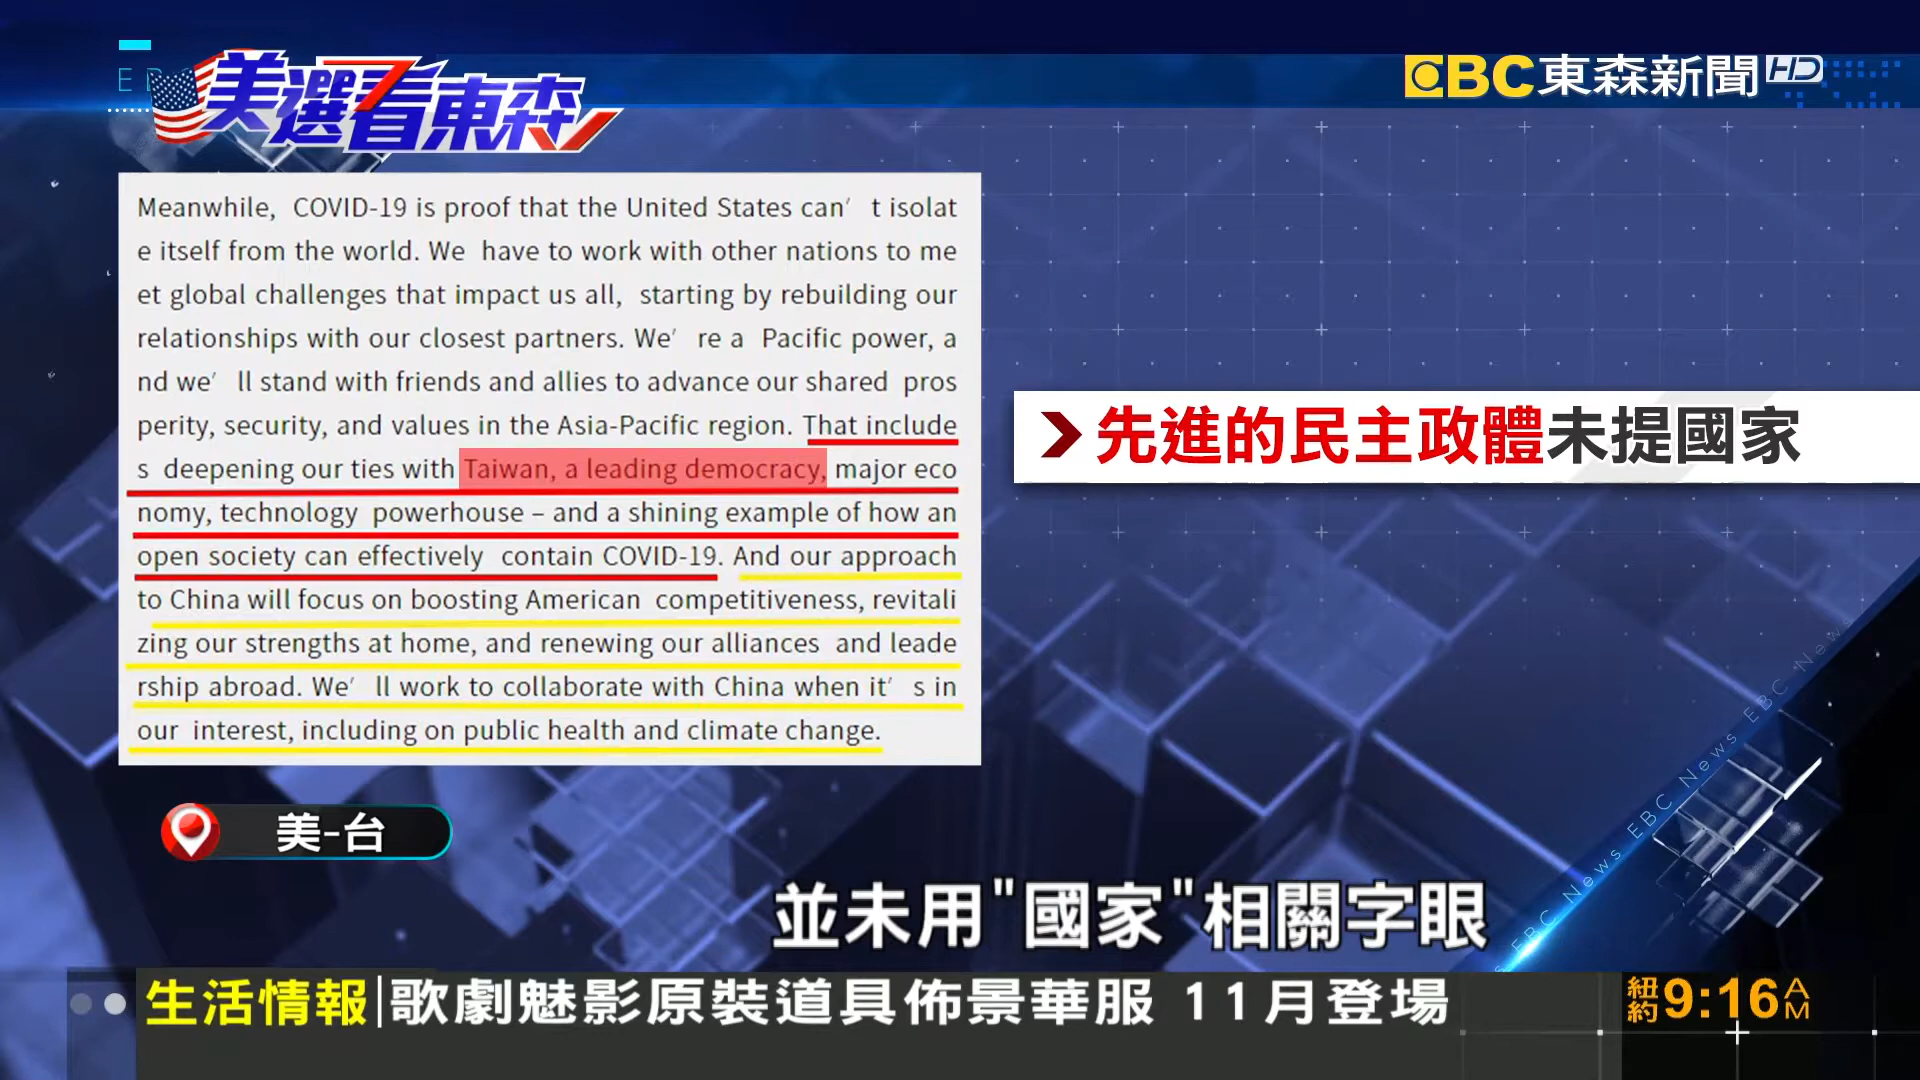 美選看東森
EBC東森新聞HD
Meanwhile,  COVID-19 is proof that the United States can′ t isolat
e itself from the world. We  have to work with other nations to me
et global challenges that impact us all,  starting by rebuilding our
relationships with our closest partners. We′ re a  Pacific power, a
nd we′ ll stand with friends and allies to advance our shared  pros
perity, security, and values in the Asia-Pacific region. That include
s  deepening our ties with Taiwan, a leading democracy, major eco
nomy, technology  powerhouse – and a shining example of how an
open society can effectively  contain COVID-19. And our approach
to China will focus on boosting American  competitiveness, revitali
zing our strengths at home, and renewing our alliances  and leade
rship abroad. We′ ll work to collaborate with China when it′ s in
our  interest, including on public health and climate change.
先進的民主政體未提國家
美-台
EBC News EBC News EBC News
並未用"國家"相關字眼
生活情報|歌劇魅影原裝道具佈景華服 11月登場
紐約9:16AM